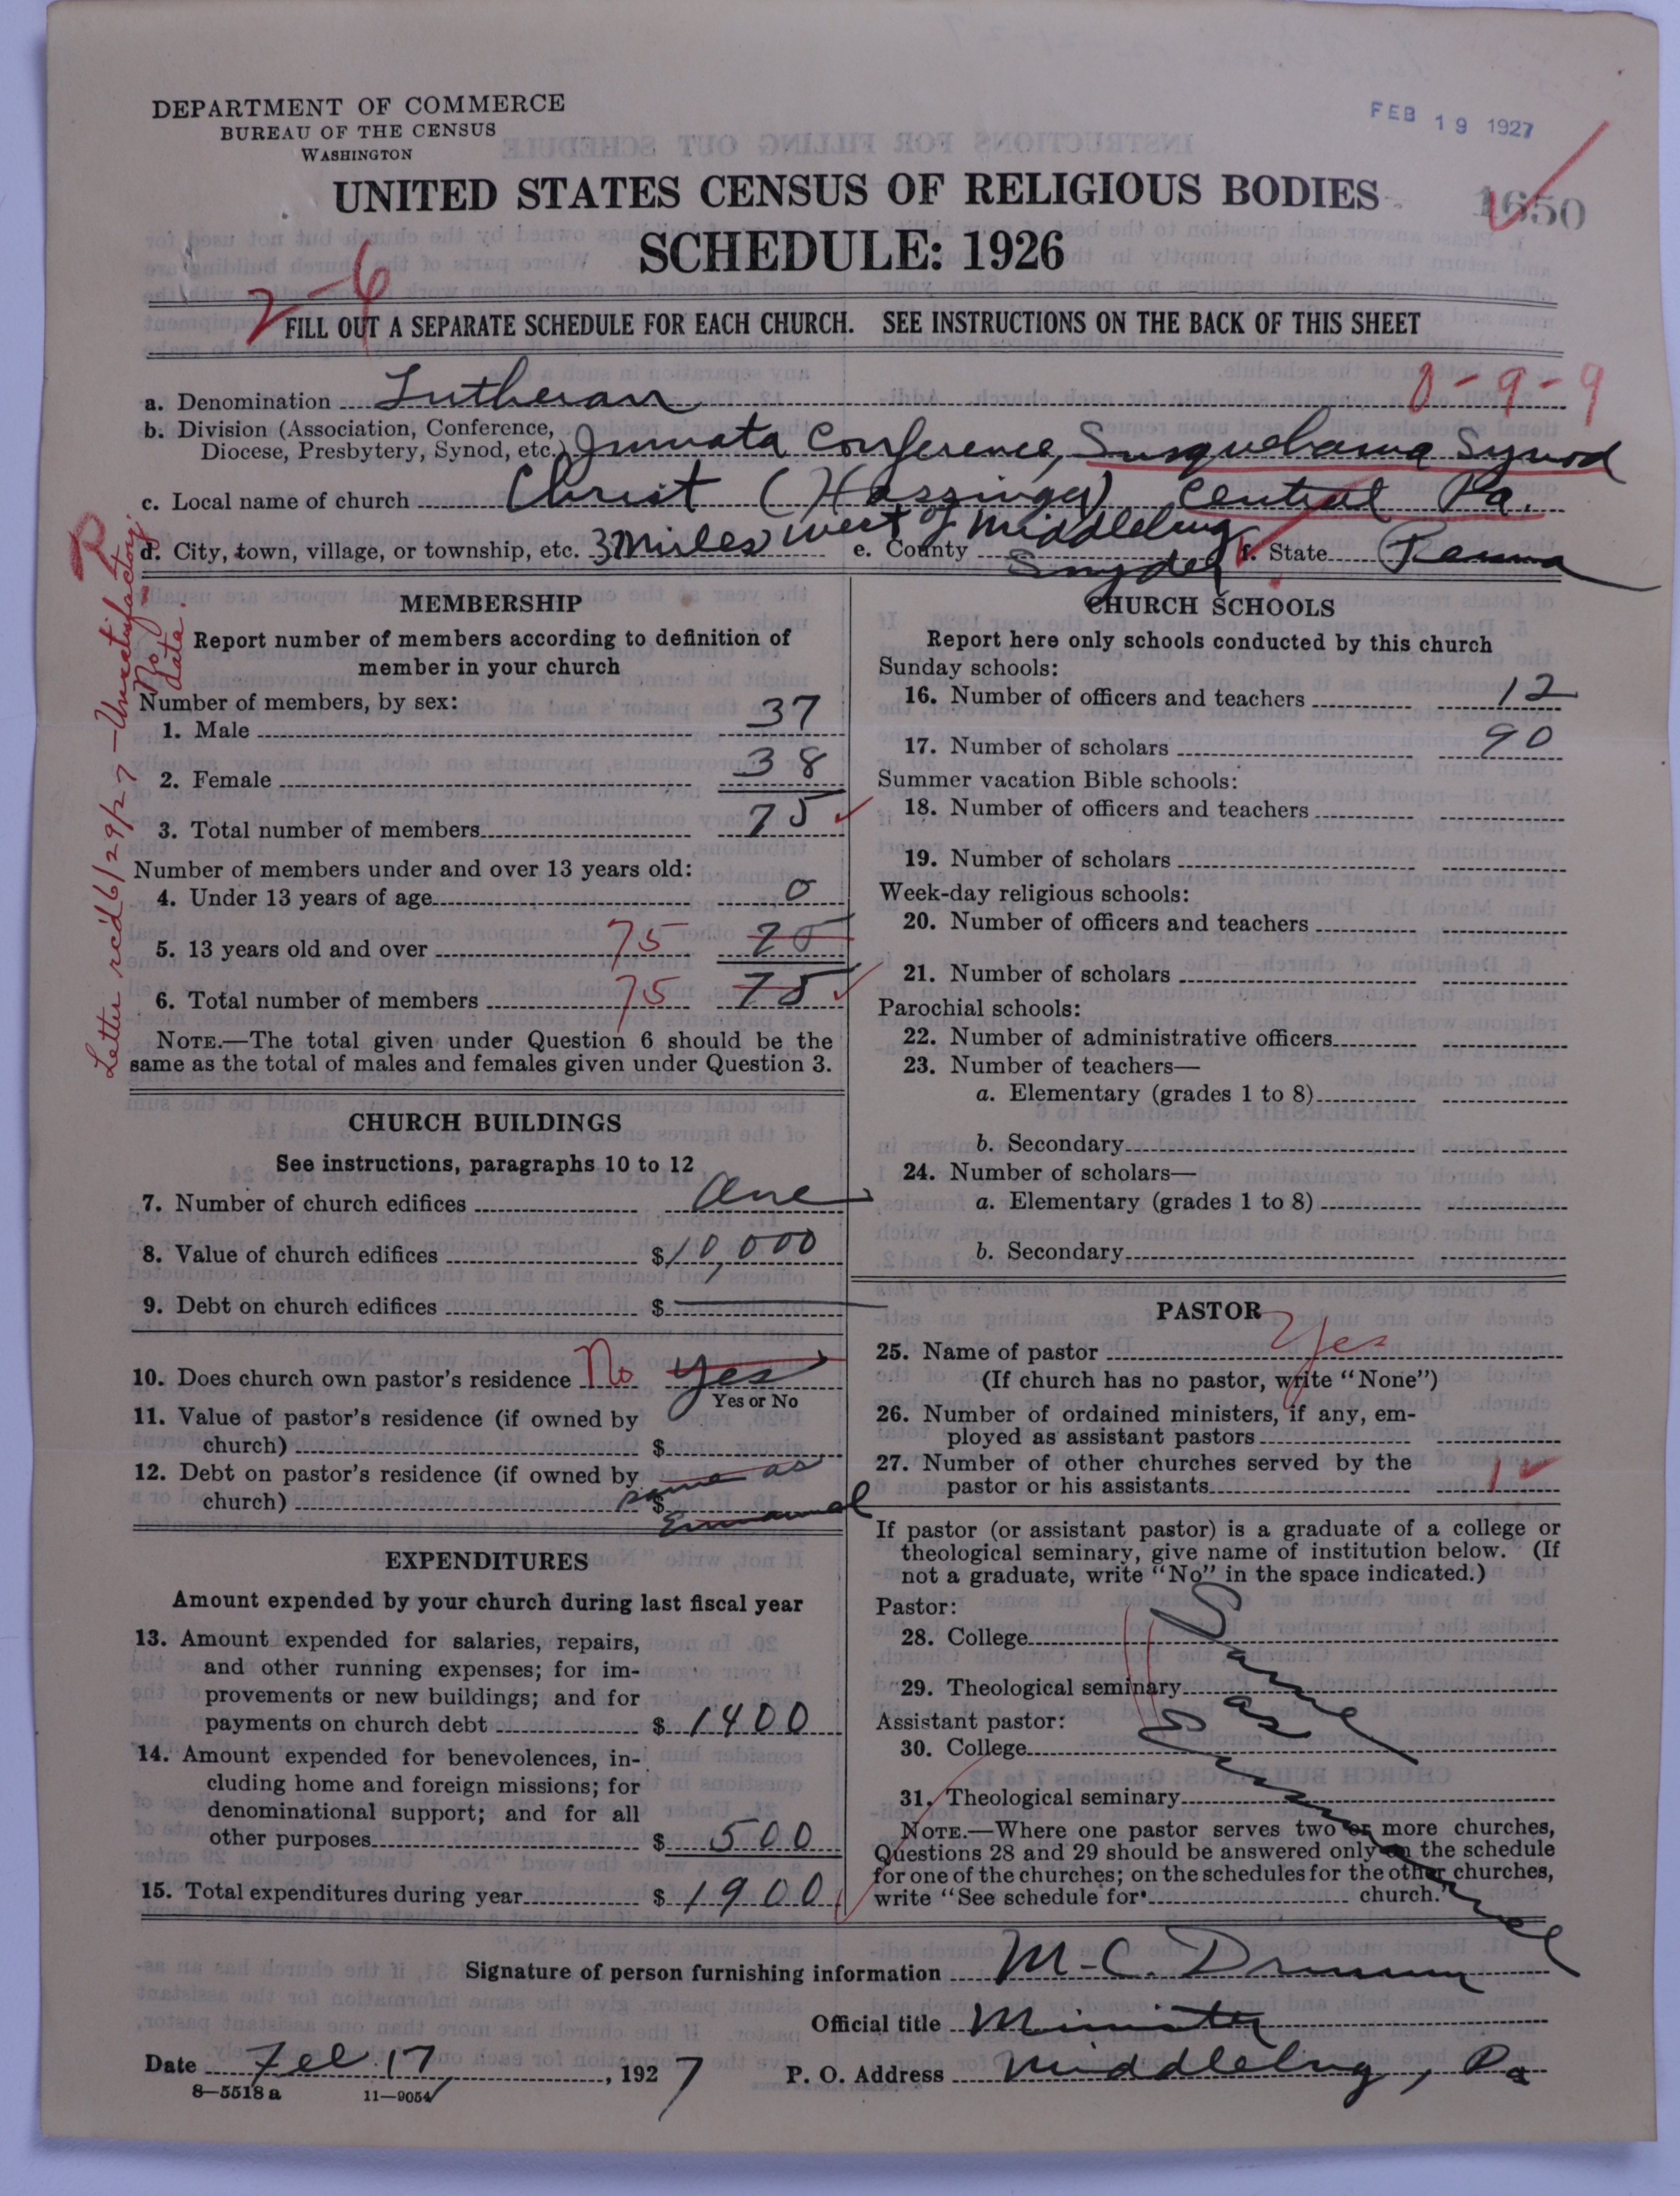 DEPARTMENT OF COMMERCE
BUREAU OF THE CENSUS
WASHINGTON
FEB 19 1927
UNITED STATES CENSUS OF RELIGIOUS BODIES
1650
SCHEDULE: 1926
2-6
FILL OUT A SEPARATE SCHEDULE FOR EACH CHURCH. SEE INSTRUCTIONS ON THE BACK OF THIS SHEET
0-9-9
a. Denomination Lutheran
b. Division (Association, Conference,
Diocese, Presbytery, Synod, etc.) Juniata Conference, Susquehanna Synod
c. Local name of church Christ (Hassinger) Central Pa.
d. City, town, village, or township, etc. 3 Miles west of Middleburg e. County Snyder f. State Penna
Letter rec'd 6/29/27 - Unsatisfactory.
No
data.
MEMBERSHIP
Report number of members according to definition of
member in your church
Number of members, by sex:
1. Male 37
2. Female 38
3. Total number of members 75
Number of members under and over 13 years old:
4. Under 13 years of age 0
5. 13 years old and over 75 75
6. Total number of members 75 75
NOTE.—The total given under Question 6 should be the
same as the total of males and females given under Question 3.
CHURCH BUILDINGS
See instructions, paragraphs 10 to 12
7. Number of church edifices One
8. Value of church edifices $10,000
9. Debt on church edifices $
10. Does church own pastor's residence No Yes
Yes or No
11. Value of pastor's residence (if owned by
church) $
12. Debt on pastor's residence (if owned by
church) $ same as
Emmanuel
EXPENDITURES
Amount expended by your church during last fiscal year
13. Amount expended for salaries, repairs,
and other running expenses; for im-
provements or new buildings; and for
payments on church debt $ 1400
14. Amount expended for benevolences, in-
cluding home and foreign missions; for
denominational support; and for all
other purposes $ 500
15. Total expenditures during year $ 1900
CHURCH SCHOOLS
Report here only schools conducted by this church
Sunday schools:
16. Number of officers and teachers 12
17. Number of scholars 90
Summer vacation Bible schools:
18. Number of officers and teachers
19. Number of scholars
Week-day religious schools:
20. Number of officers and teachers
21. Number of scholars
Parochial schools:
22. Number of administrative officers
23. Number of teachers—
a. Elementary (grades 1 to 8)
b. Secondary
24. Number of scholars—
a. Elementary (grades 1 to 8)
b. Secondary
PASTOR
25. Name of pastor Yes
(If church has no pastor, write "None")
26. Number of ordained ministers, if any, em-
ployed as assistant pastors
27. Number of other churches served by the
pastor or his assistants 1
If pastor (or assistant pastor) is a graduate of a college or
theological seminary, give name of institution below. (If
not a graduate, write "No" in the space indicated.)
Pastor:
28. College
29. Theological seminary
Assistant pastor:
30. College
31. Theological seminary
Same
as
Emmanuel
NOTE.—Where one pastor serves two or more churches,
Questions 28 and 29 should be answered only on the schedule
for one of the churches; on the schedules for the other churches,
write "See schedule for church."
Signature of person furnishing information M-C. Drumm
Official title Minister
Date Feb 17, 1927 P. O. Address Middleburg, Pa
8-5518a 11-9054